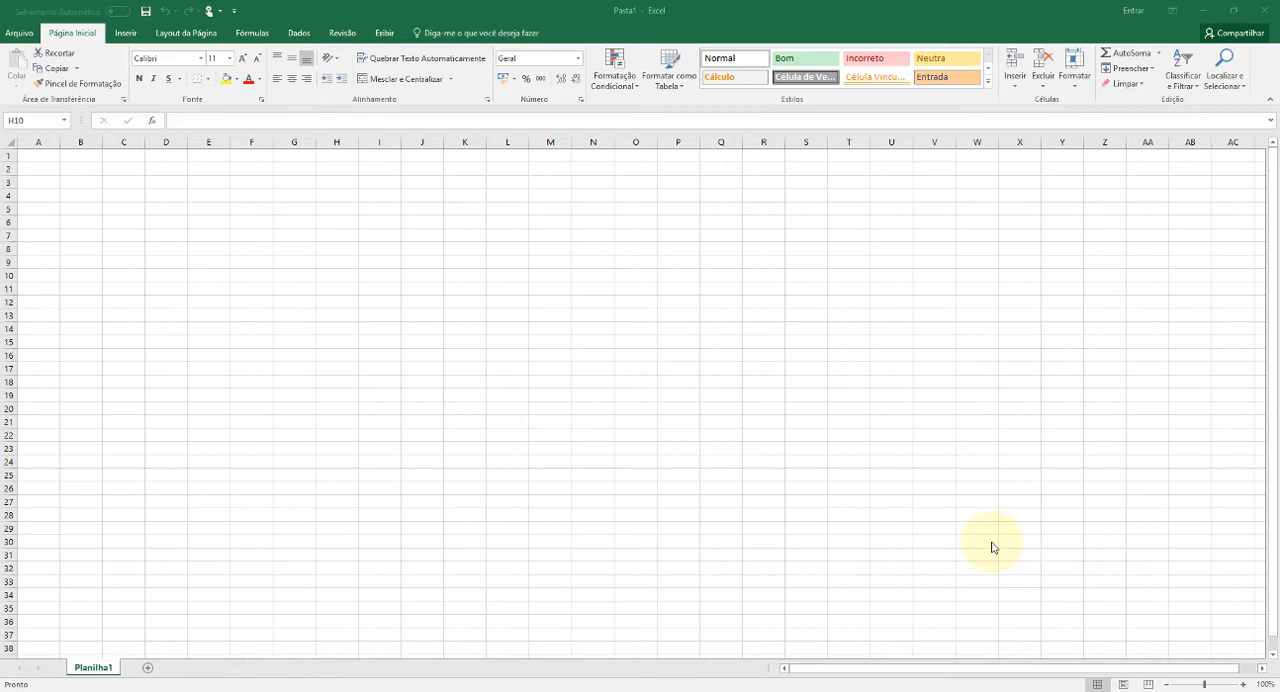 Salvamento Automático
Pasta1 - Excel
Entrar
Arquivo Página Inicial Inserir Layout da Página Fórmulas Dados Revisão Exibir Diga-me o que você deseja fazer Compartilhar
Colar
Recortar
Copiar
Pincel de Formatação
Área de Transferência
Calibri 11
N I S
Fonte
Quebrar Texto Automaticamente
Mesclar e Centralizar
Alinhamento
Geral
% 000
Número
Formatação Condicional
Formatar como Tabela
Normal Bom Incorreto Neutra
Cálculo Célula de Ve... Célula Vincu... Entrada
Estilos
Inserir Excluir Formatar
Células
AutoSoma
Preencher
Limpar
Classificar e Filtrar
Localizar e Selecionar
Edição
H10 fx
A B C D E F G H I J K L M N O P Q R S T U V W X Y Z AA AB AC
1
2
3
4
5
6
7
8
9
10
11
12
13
14
15
16
17
18
19
20
21
22
23
24
25
26
27
28
29
30
31
32
33
34
35
36
37
38
Planilha1
Pronto
100%